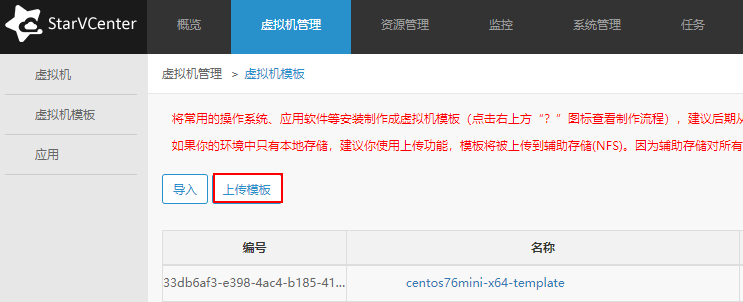 StarVCenter 概览 虚拟机管理 资源管理 监控 系统管理 任务
虚拟机
虚拟机模板
应用
虚拟机管理 > 虚拟机模板
将常用的操作系统、应用软件等安装制作成虚拟机模板（点击右上方“？”图标查看制作流程），建议后期从
如果你的环境中只有本地存储，建议你使用上传功能，模板将被上传到辅助存储(NFS)。因为辅助存储对所有
导入 上传模板
编号 名称
33db6af3-e398-4ac4-b185-41... centos76mini-x64-template